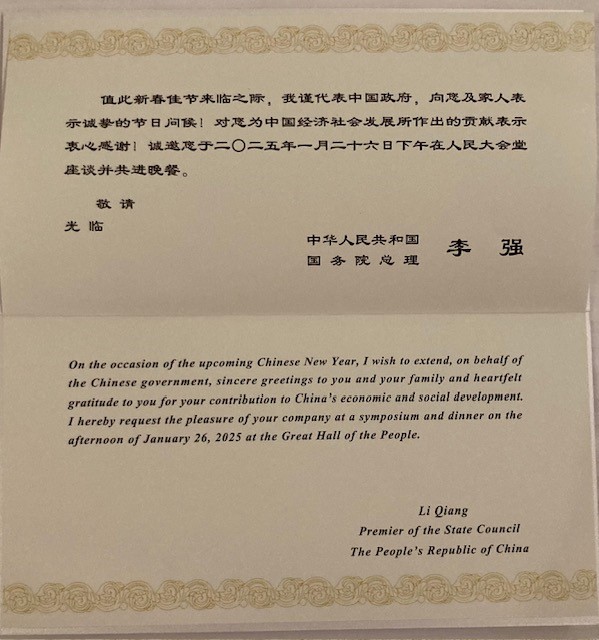 值此新春佳节来临之际，我谨代表中国政府，向您及家人表
示诚挚的节日问候！对您为中国经济社会发展所作出的贡献表示
衷心感谢！诚邀您于二〇二五年一月二十六日下午在人民大会堂
座谈并共进晚餐。
敬请
光临
中华人民共和国
国务院总理 李强
On the occasion of the upcoming Chinese New Year, I wish to extend, on behalf of
the Chinese government, sincere greetings to you and your family and heartfelt
gratitude to you for your contribution to China's economic and social development.
I hereby request the pleasure of your company at a symposium and dinner on the
afternoon of January 26, 2025 at the Great Hall of the People.
Li Qiang
Premier of the State Council
The People's Republic of China